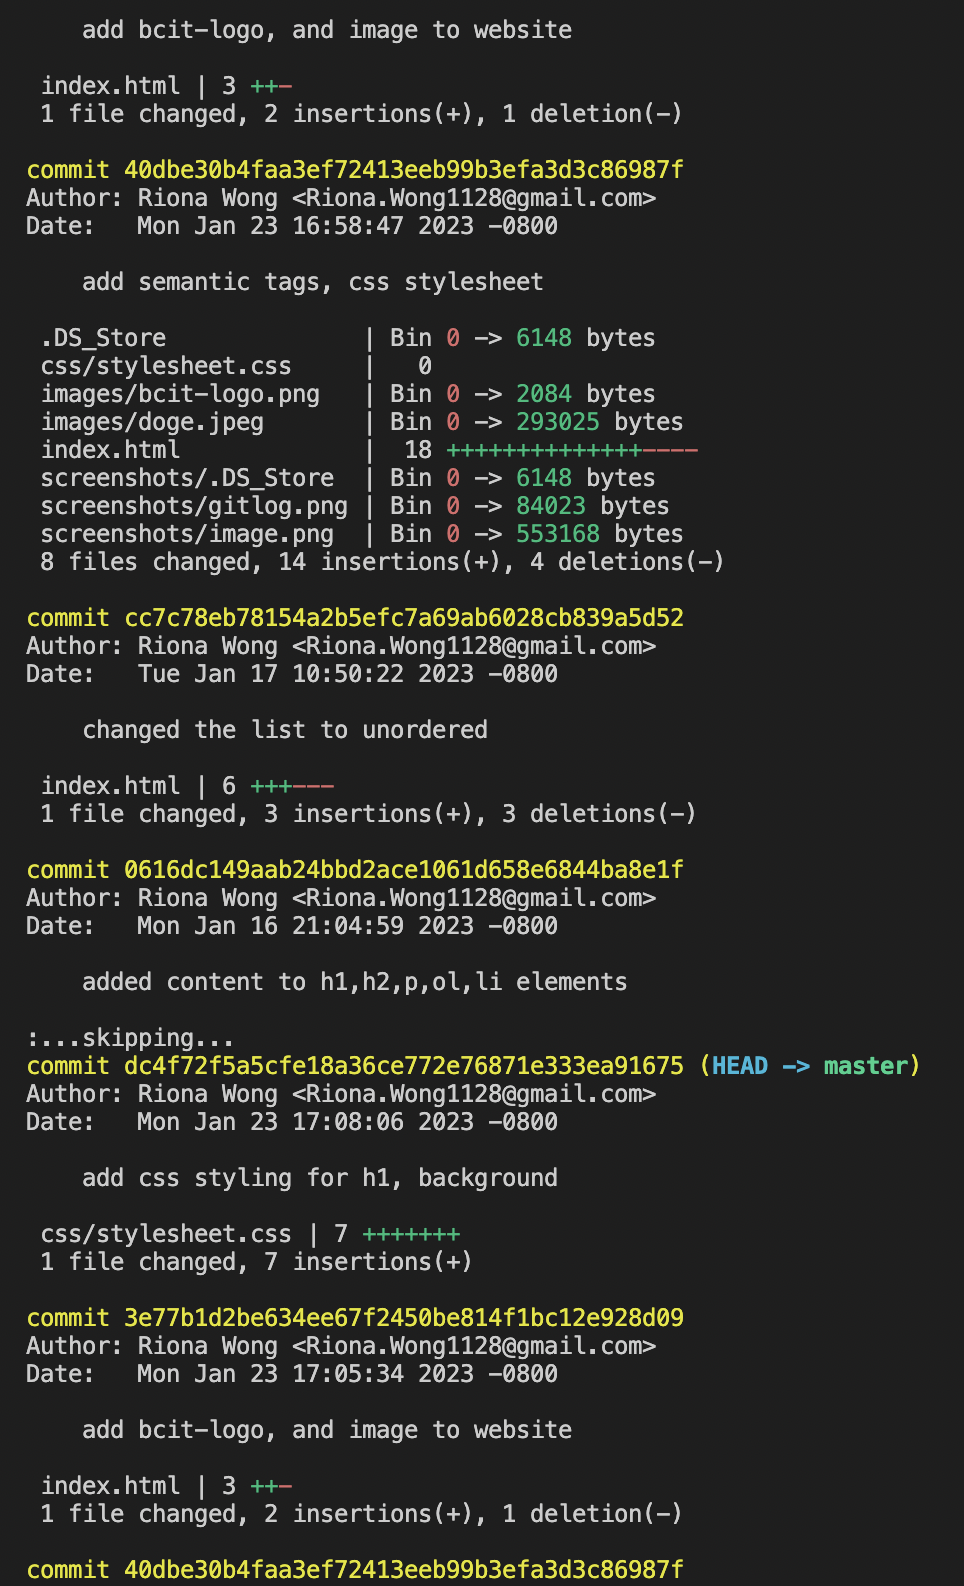 add bcit-logo, and image to website
index.html | 3 ++-
1 file changed, 2 insertions(+), 1 deletion(-)
commit 40dbe30b4faa3ef72413eeb99b3efa3d3c86987f
Author: Riona Wong <Riona.Wong1128@gmail.com>
Date:   Mon Jan 23 16:58:47 2023 -0800
add semantic tags, css stylesheet
.DS_Store              | Bin 0 -> 6148 bytes
css/stylesheet.css     |   0
images/bcit-logo.png   | Bin 0 -> 2084 bytes
images/doge.jpeg       | Bin 0 -> 293025 bytes
index.html             |  18 ++++++++++++++----
screenshots/.DS_Store  | Bin 0 -> 6148 bytes
screenshots/gitlog.png | Bin 0 -> 84023 bytes
screenshots/image.png  | Bin 0 -> 553168 bytes
8 files changed, 14 insertions(+), 4 deletions(-)
commit cc7c78eb78154a2b5efc7a69ab6028cb839a5d52
Author: Riona Wong <Riona.Wong1128@gmail.com>
Date:   Tue Jan 17 10:50:22 2023 -0800
changed the list to unordered
index.html | 6 +++---
1 file changed, 3 insertions(+), 3 deletions(-)
commit 0616dc149aab24bbd2ace1061d658e6844ba8e1f
Author: Riona Wong <Riona.Wong1128@gmail.com>
Date:   Mon Jan 16 21:04:59 2023 -0800
added content to h1,h2,p,ol,li elements
:...skipping...
commit dc4f72f5a5cfe18a36ce772e76871e333ea91675 (HEAD -> master)
Author: Riona Wong <Riona.Wong1128@gmail.com>
Date:   Mon Jan 23 17:08:06 2023 -0800
add css styling for h1, background
css/stylesheet.css | 7 +++++++
1 file changed, 7 insertions(+)
commit 3e77b1d2be634ee67f2450be814f1bc12e928d09
Author: Riona Wong <Riona.Wong1128@gmail.com>
Date:   Mon Jan 23 17:05:34 2023 -0800
add bcit-logo, and image to website
index.html | 3 ++-
1 file changed, 2 insertions(+), 1 deletion(-)
commit 40dbe30b4faa3ef72413eeb99b3efa3d3c86987f